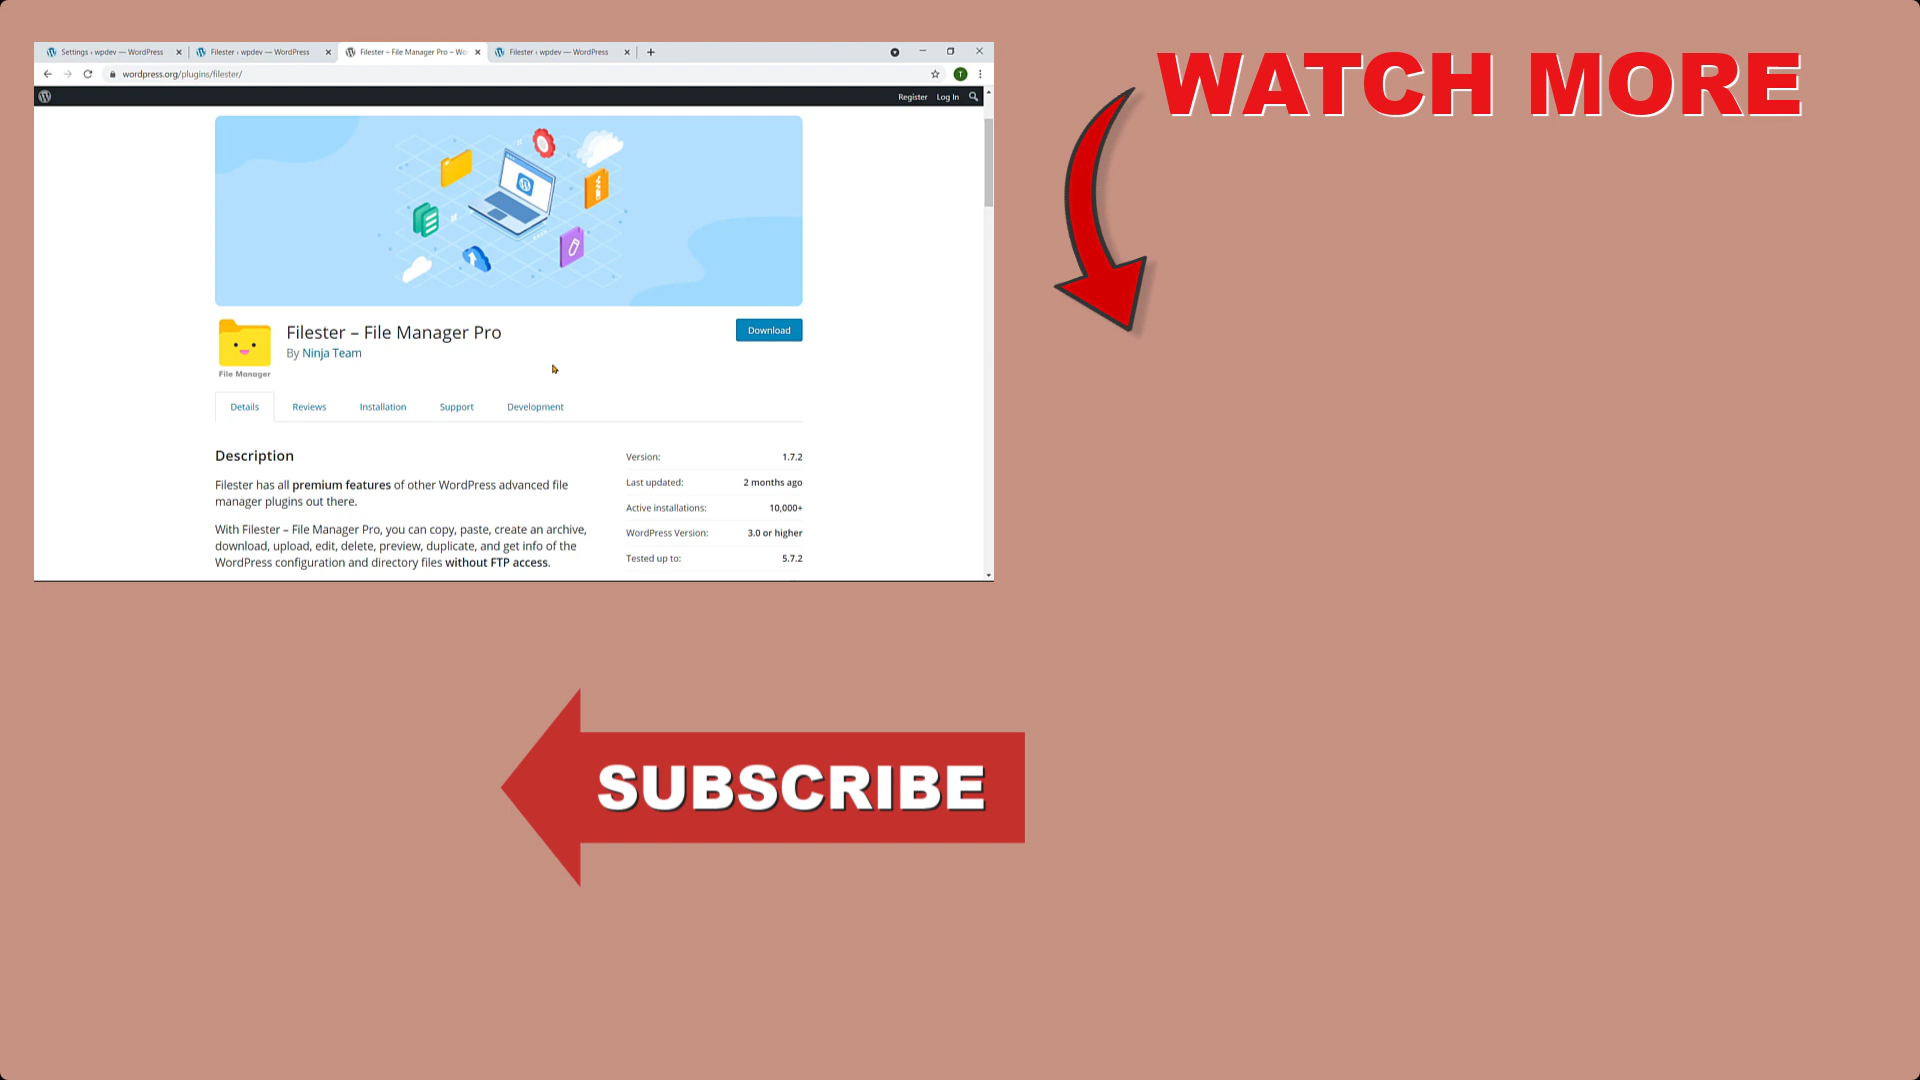 Settings ‹ wpdev — WordPress
Filester ‹ wpdev — WordPress
Filester – File Manager Pro – Wo
Filester ‹ wpdev — WordPress
wordpress.org/plugins/filester/
T
Register
Log In
WATCH MORE
Filester – File Manager Pro
By Ninja Team
Download
File Manager
Details
Reviews
Installation
Support
Development
Description
Filester has all premium features of other WordPress advanced file
manager plugins out there.
With Filester – File Manager Pro, you can copy, paste, create an archive,
download, upload, edit, delete, preview, duplicate, and get info of the
WordPress configuration and directory files without FTP access.
Version: 1.7.2
Last updated: 2 months ago
Active installations: 10,000+
WordPress Version: 3.0 or higher
Tested up to: 5.7.2
SUBSCRIBE